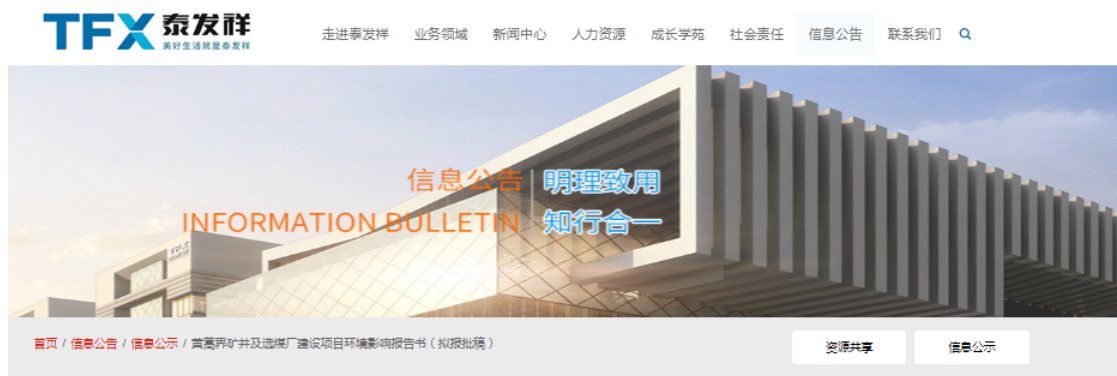 TFX 泰发祥
美好生活就是泰发祥
走进泰发祥 业务领域 新闻中心 人力资源 成长学苑 社会责任 信息公告 联系我们
信息公告 明理致用
INFORMATION BULLETIN 知行合一
首页 / 信息公告 / 信息公示 / 黄蒿界矿井及选煤厂建设项目环境影响报告书(拟报批稿) 资源共享 信息公示